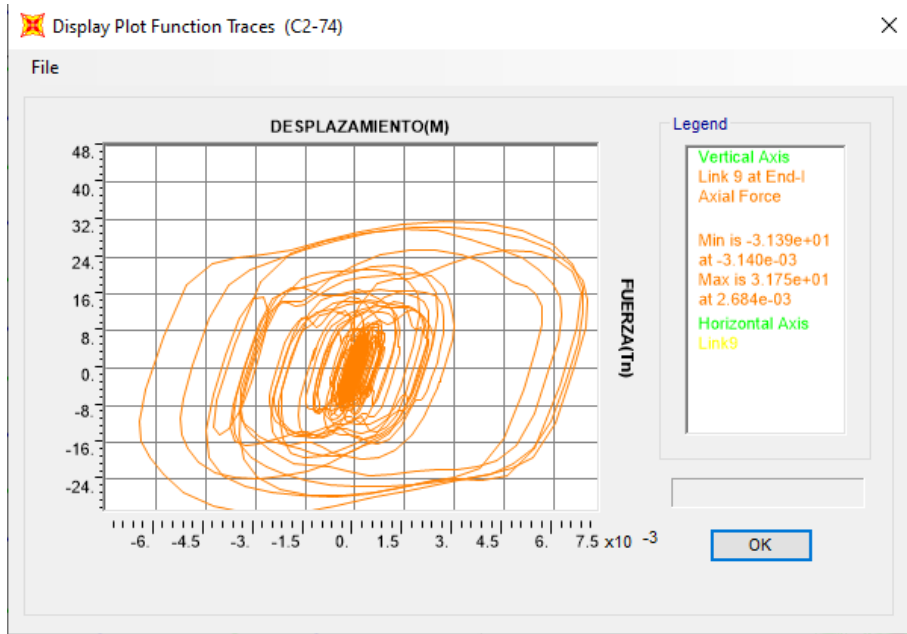 Display Plot Function Traces (C2-74)
File
DESPLAZAMIENTO(M)
48.
40.
32.
24.
16.
8.
0.
-8.
-16.
-24.
-6. -4.5 -3. -1.5 0. 1.5 3. 4.5 6. 7.5 x10 -3
FUERZA(Tn)
Legend
Vertical Axis
Link 9 at End-I
Axial Force
Min is -3.139e+01
at -3.140e-03
Max is 3.175e+01
at 2.684e-03
Horizontal Axis
Link9
OK